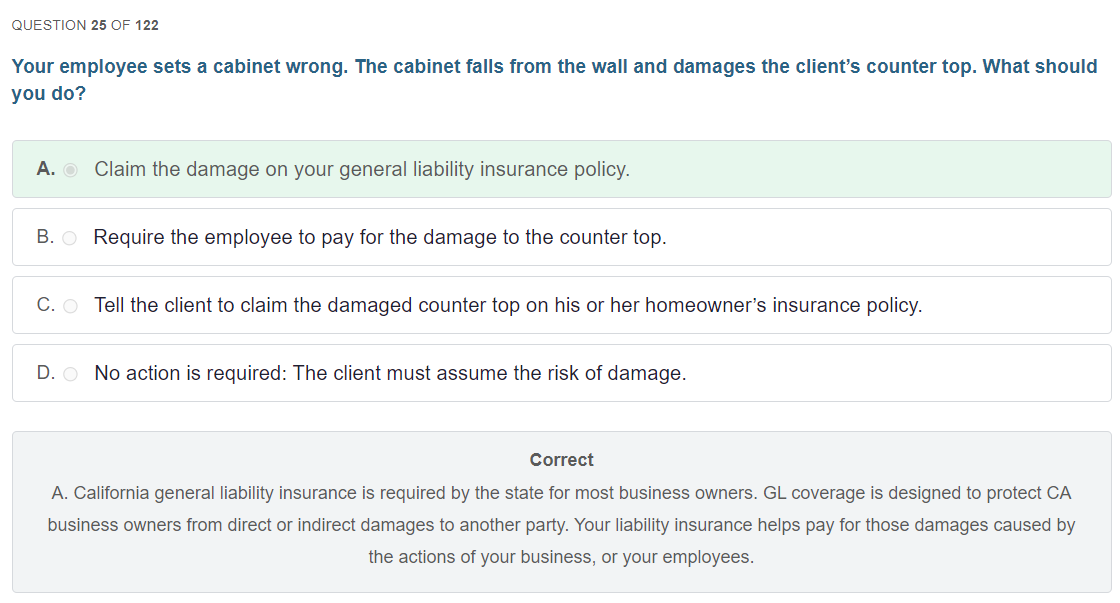 QUESTION 25 OF 122
Your employee sets a cabinet wrong. The cabinet falls from the wall and damages the client’s counter top. What should
you do?
A. Claim the damage on your general liability insurance policy.
B. Require the employee to pay for the damage to the counter top.
C. Tell the client to claim the damaged counter top on his or her homeowner’s insurance policy.
D. No action is required: The client must assume the risk of damage.
Correct
A. California general liability insurance is required by the state for most business owners. GL coverage is designed to protect CA
business owners from direct or indirect damages to another party. Your liability insurance helps pay for those damages caused by
the actions of your business, or your employees.